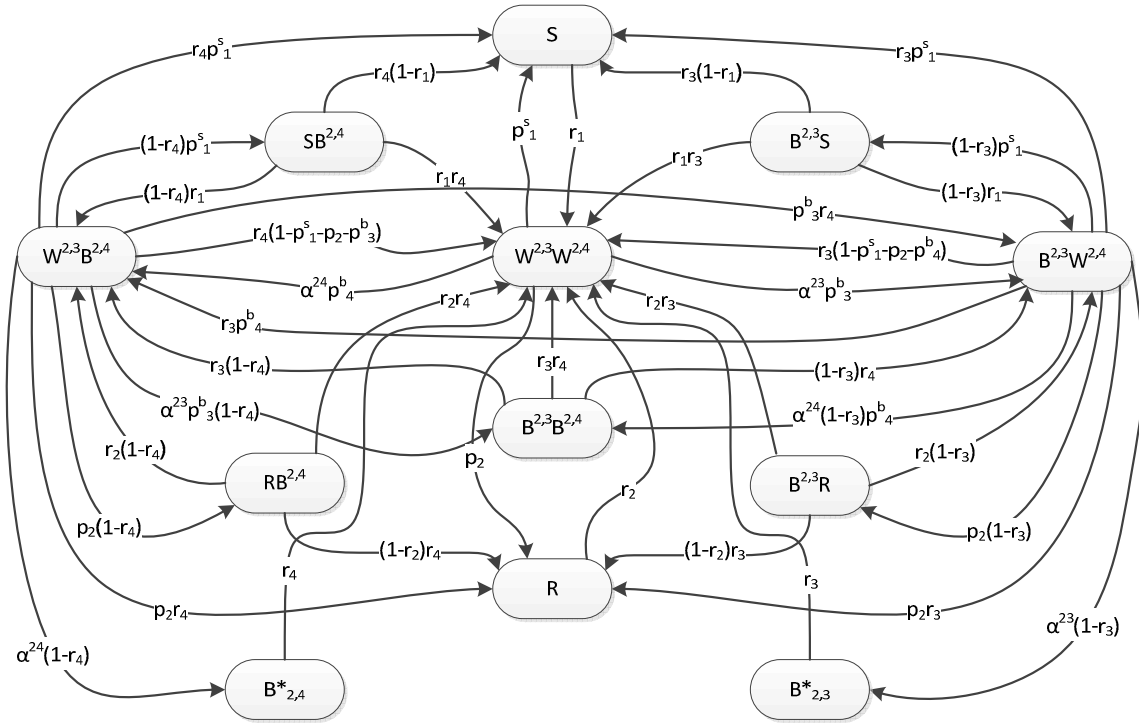 S
r₄pˢ₁
r₃pˢ₁
r₄(1-r₁)
r₃(1-r₁)
pˢ₁
r₁
SB²,⁴
B²,³S
(1-r₄)pˢ₁
(1-r₃)pˢ₁
r₁r₄
r₁r₃
(1-r₄)r₁
(1-r₃)r₁
pᵇ₃r₄
W²,³B²,⁴
r₄(1-pˢ₁-p₂-pᵇ₃)
W²,³W²,⁴
r₃(1-pˢ₁-p₂-pᵇ₄)
B²,³W²,⁴
α²⁴pᵇ₄
α²³pᵇ₃
r₂r₄
r₂r₃
r₃pᵇ₄
r₃(1-r₄)
r₃r₄
(1-r₃)r₄
α²³pᵇ₃(1-r₄)
B²,³B²,⁴
α²⁴(1-r₃)pᵇ₄
r₂(1-r₄)
p₂
r₂(1-r₃)
RB²,⁴
r₂
B²,³R
p₂(1-r₄)
p₂(1-r₃)
(1-r₂)r₄
(1-r₂)r₃
r₄
R
r₃
p₂r₄
p₂r₃
α²⁴(1-r₄)
α²³(1-r₃)
B*₂,₄
B*₂,₃